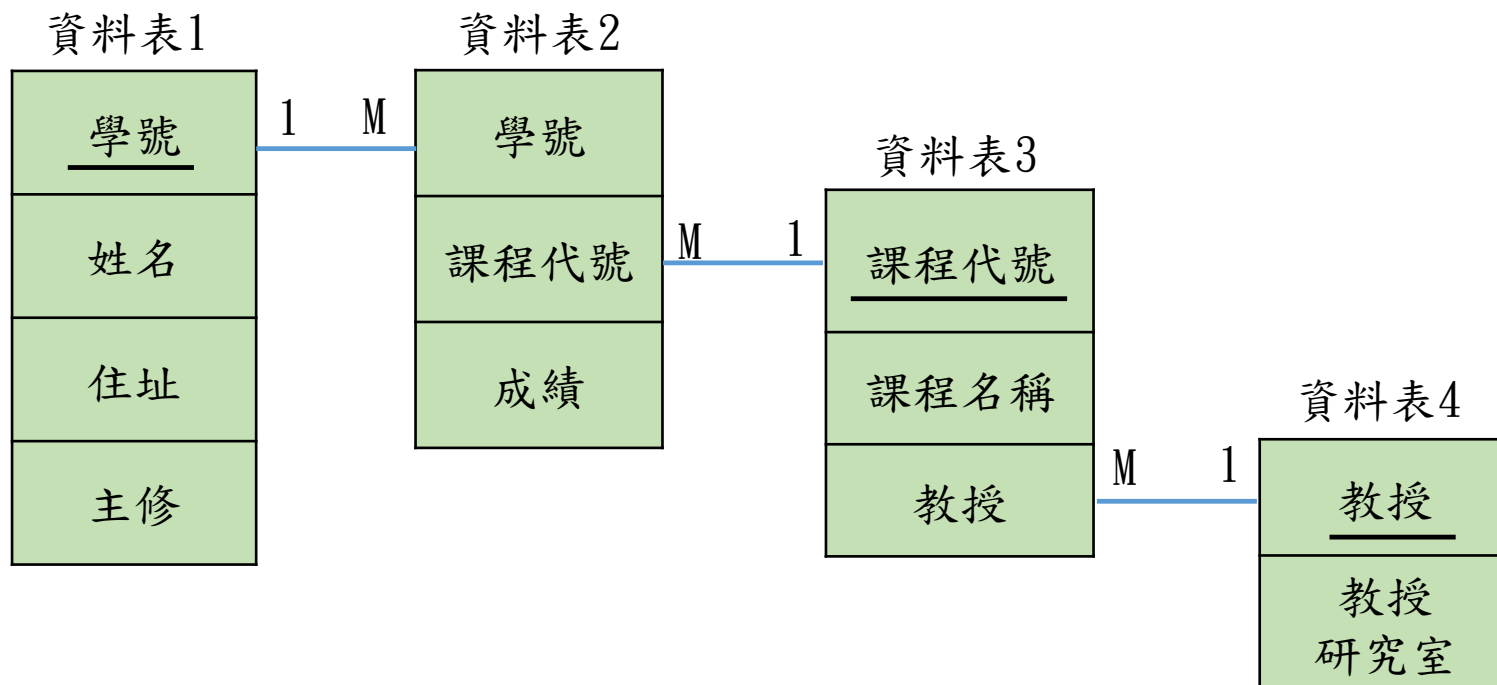 資料表1
學號
姓名
住址
主修
1 M
資料表2
學號
課程代號
成績
M 1
資料表3
課程代號
課程名稱
教授
M 1
資料表4
教授
教授
研究室